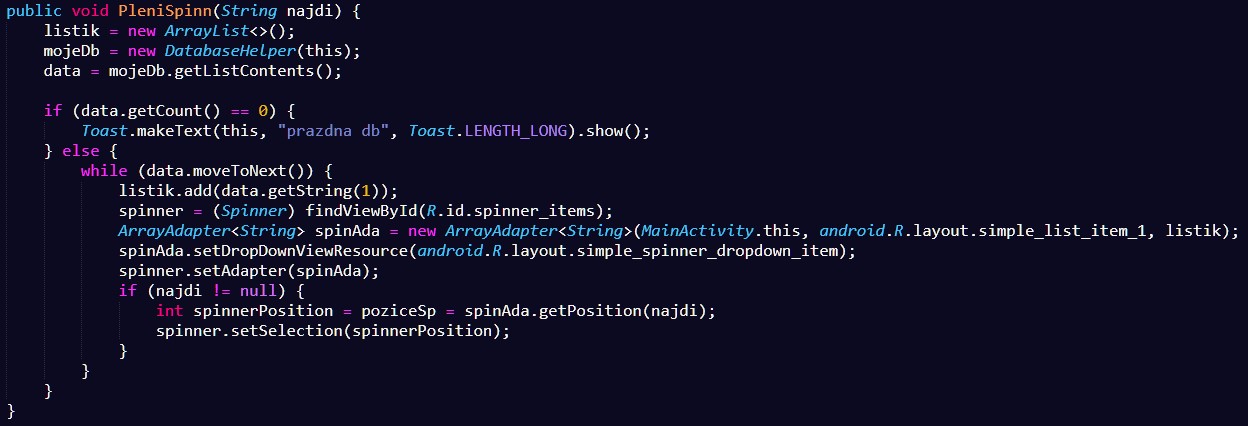 public void PleniSpinn(String najdi) {
    listik = new ArrayList<>();
    mojeDb = new DatabaseHelper(this);
    data = mojeDb.getListContents();

    if (data.getCount() == 0) {
        Toast.makeText(this, "prazdna db", Toast.LENGTH_LONG).show();
    } else {
        while (data.moveToNext()) {
            listik.add(data.getString(1));
            spinner = (Spinner) findViewById(R.id.spinner_items);
            ArrayAdapter<String> spinAda = new ArrayAdapter<String>(MainActivity.this, android.R.layout.simple_list_item_1, listik);
            spinAda.setDropDownViewResource(android.R.layout.simple_spinner_dropdown_item);
            spinner.setAdapter(spinAda);
            if (najdi != null) {
                int spinnerPosition = poziceSp = spinAda.getPosition(najdi);
                spinner.setSelection(spinnerPosition);
            }
        }
    }
}